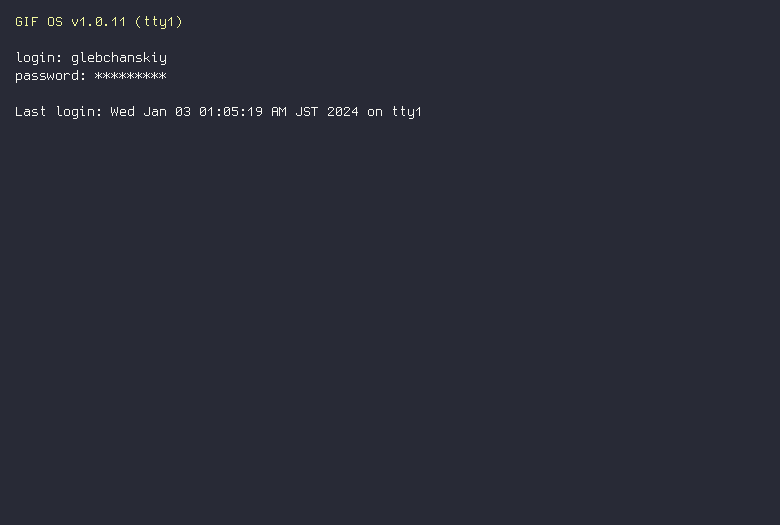 GIF OS v1.0.11 (tty1)
login: glebchanskiy
password: *********
Last login: Wed Jan 03 01:05:19 AM JST 2024 on tty1